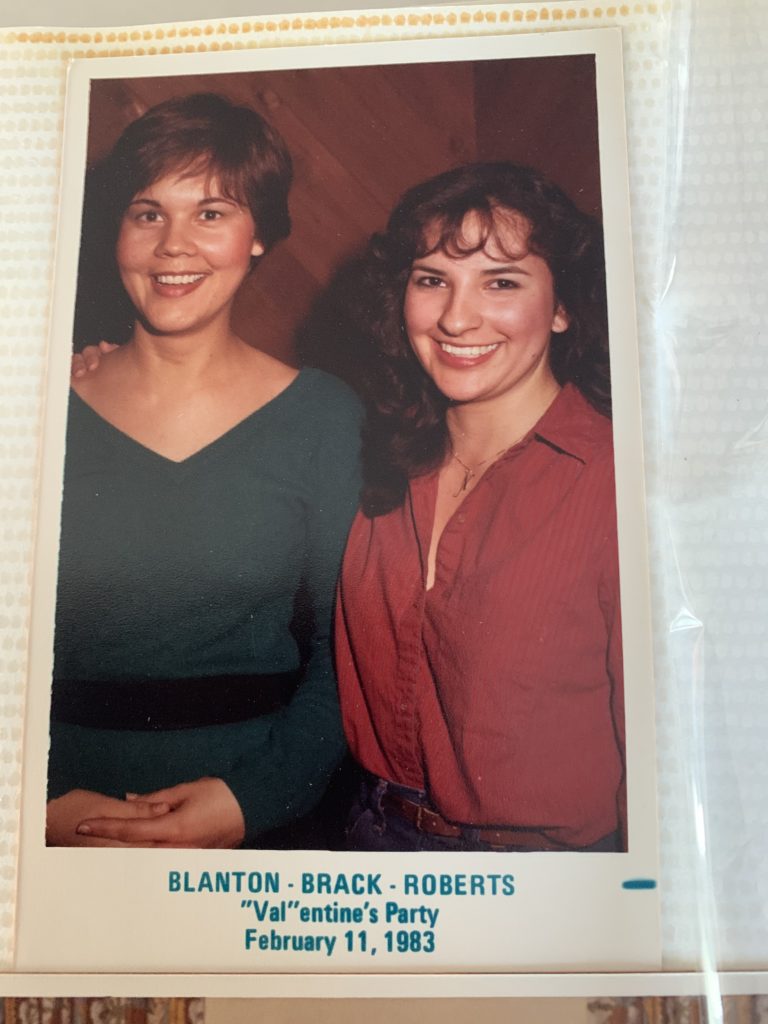 BLANTON - BRACK - ROBERTS
"Val"entine's Party
February 11, 1983